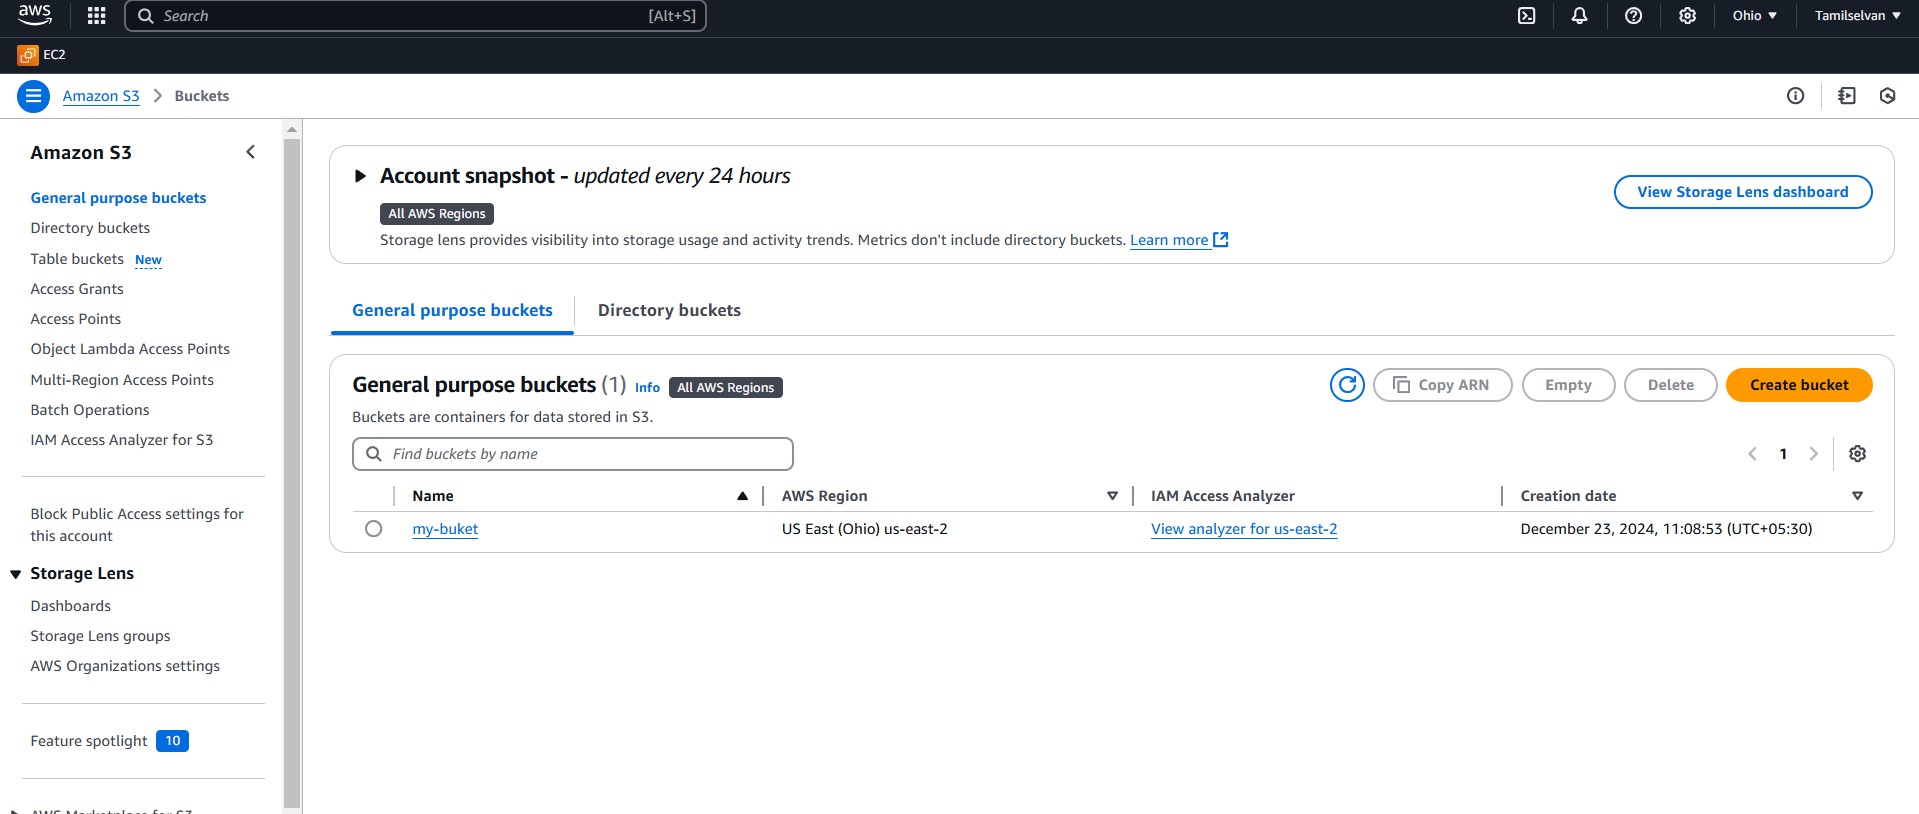 aws
Search [Alt+S]
Ohio ▼ Tamilselvan ▼
EC2
Amazon S3 > Buckets
Amazon S3
General purpose buckets
Directory buckets
Table buckets New
Access Grants
Access Points
Object Lambda Access Points
Multi-Region Access Points
Batch Operations
IAM Access Analyzer for S3
Block Public Access settings for
this account
Storage Lens
Dashboards
Storage Lens groups
AWS Organizations settings
Feature spotlight 10
AWS Marketplace for S3
Account snapshot - updated every 24 hours
All AWS Regions
Storage lens provides visibility into storage usage and activity trends. Metrics don't include directory buckets. Learn more
View Storage Lens dashboard
General purpose buckets Directory buckets
General purpose buckets (1) Info All AWS Regions
Copy ARN Empty Delete Create bucket
Buckets are containers for data stored in S3.
Find buckets by name
1
Name AWS Region IAM Access Analyzer Creation date
my-buket US East (Ohio) us-east-2 View analyzer for us-east-2 December 23, 2024, 11:08:53 (UTC+05:30)